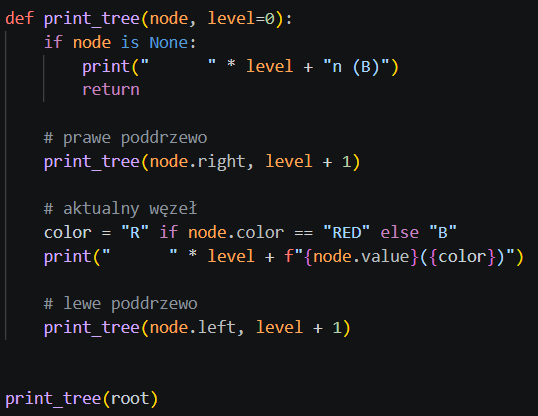 def print_tree(node, level=0):
    if node is None:
        print("      " * level + "n (B)")
        return

    # prawe poddrzewo
    print_tree(node.right, level + 1)

    # aktualny węzeł
    color = "R" if node.color == "RED" else "B"
    print("      " * level + f"{node.value}({color})")

    # lewe poddrzewo
    print_tree(node.left, level + 1)


print_tree(root)